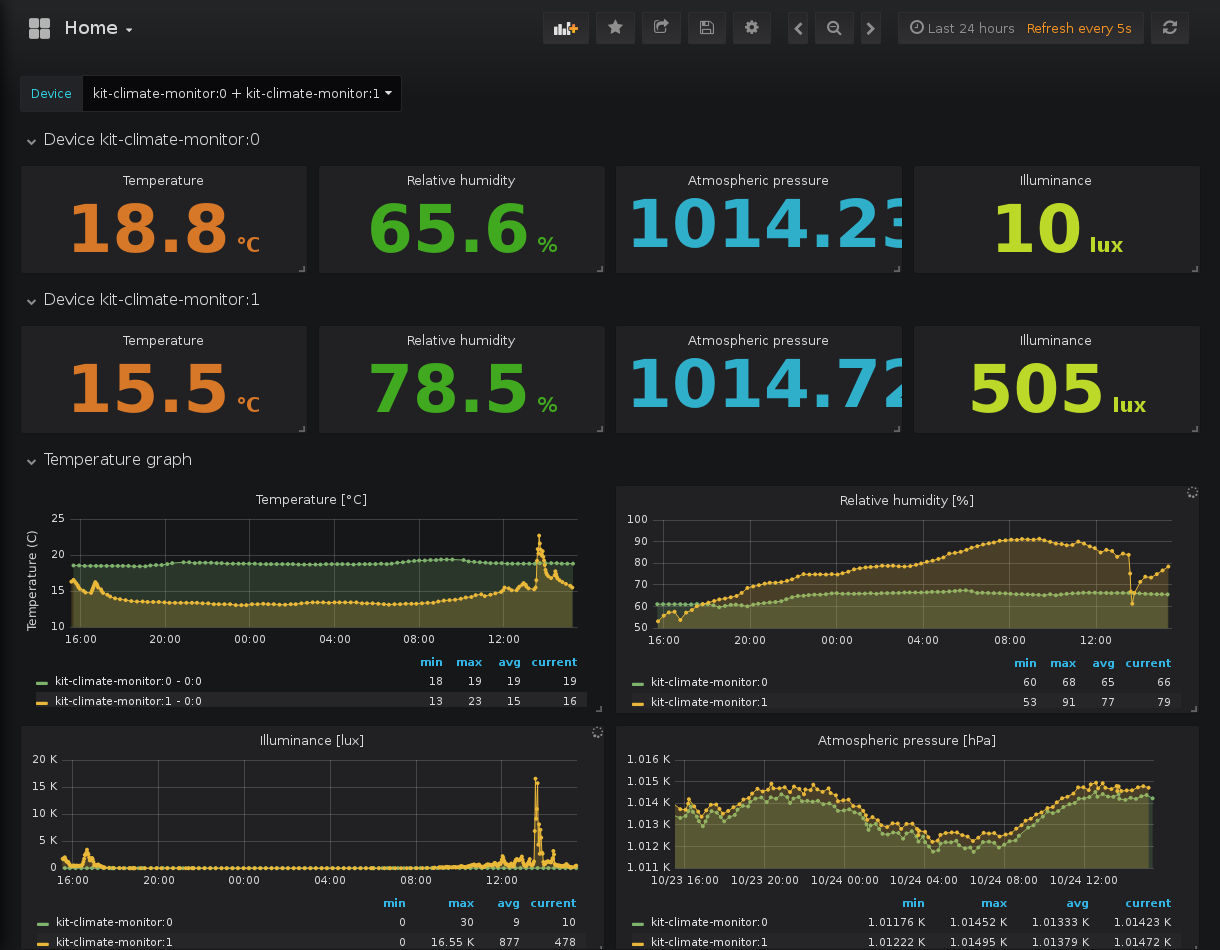 Home
Last 24 hours Refresh every 5s
Device kit-climate-monitor:0 + kit-climate-monitor:1
Device kit-climate-monitor:0
Temperature Relative humidity Atmospheric pressure Illuminance
18.8 °C 65.6 % 1014.23 10 lux
Device kit-climate-monitor:1
Temperature Relative humidity Atmospheric pressure Illuminance
15.5 °C 78.5 % 1014.72 505 lux
Temperature graph
Temperature [°C]
Temperature (C)
25
20
15
10
16:00 20:00 00:00 04:00 08:00 12:00
min max avg current
kit-climate-monitor:0 - 0:0 18 19 19 19
kit-climate-monitor:1 - 0:0 13 23 15 16
Relative humidity [%]
100
90
80
70
60
50
16:00 20:00 00:00 04:00 08:00 12:00
min max avg current
kit-climate-monitor:0 60 68 65 66
kit-climate-monitor:1 53 91 77 79
Illuminance [lux]
20 K
15 K
10 K
5 K
0
16:00 20:00 00:00 04:00 08:00 12:00
min max avg current
kit-climate-monitor:0 0 30 9 10
kit-climate-monitor:1 0 16.55 K 877 478
Atmospheric pressure [hPa]
1.016 K
1.015 K
1.014 K
1.013 K
1.012 K
1.011 K
10/23 16:00 10/23 20:00 10/24 00:00 10/24 04:00 10/24 08:00 10/24 12:00
min max avg current
kit-climate-monitor:0 1.01176 K 1.01452 K 1.01333 K 1.01423 K
kit-climate-monitor:1 1.01222 K 1.01495 K 1.01379 K 1.01472 K